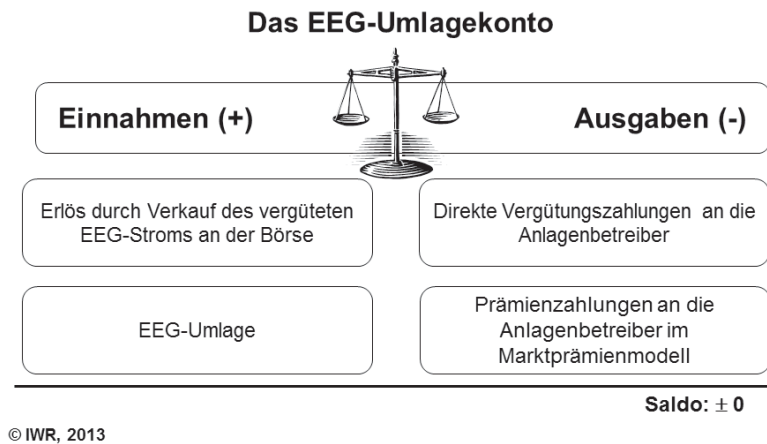 Das EEG-Umlagekonto
Einnahmen (+)
Ausgaben (-)
Erlös durch Verkauf des vergüteten
EEG-Stroms an der Börse
Direkte Vergütungszahlungen an die
Anlagenbetreiber
EEG-Umlage
Prämienzahlungen an die
Anlagenbetreiber im
Marktprämienmodell
Saldo: ± 0
© IWR, 2013